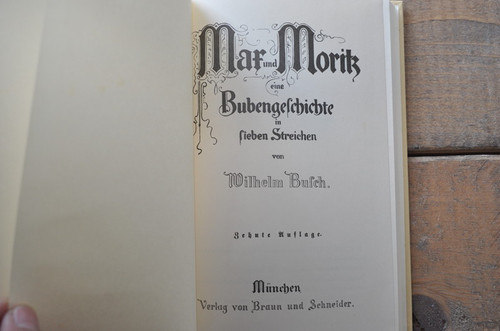 Max und Moritz
eine
Bubengeschichte
in
sieben Streichen
von
Wilhelm Busch.
Zehnte Auflage.
München
Verlag von Braun und Schneider.